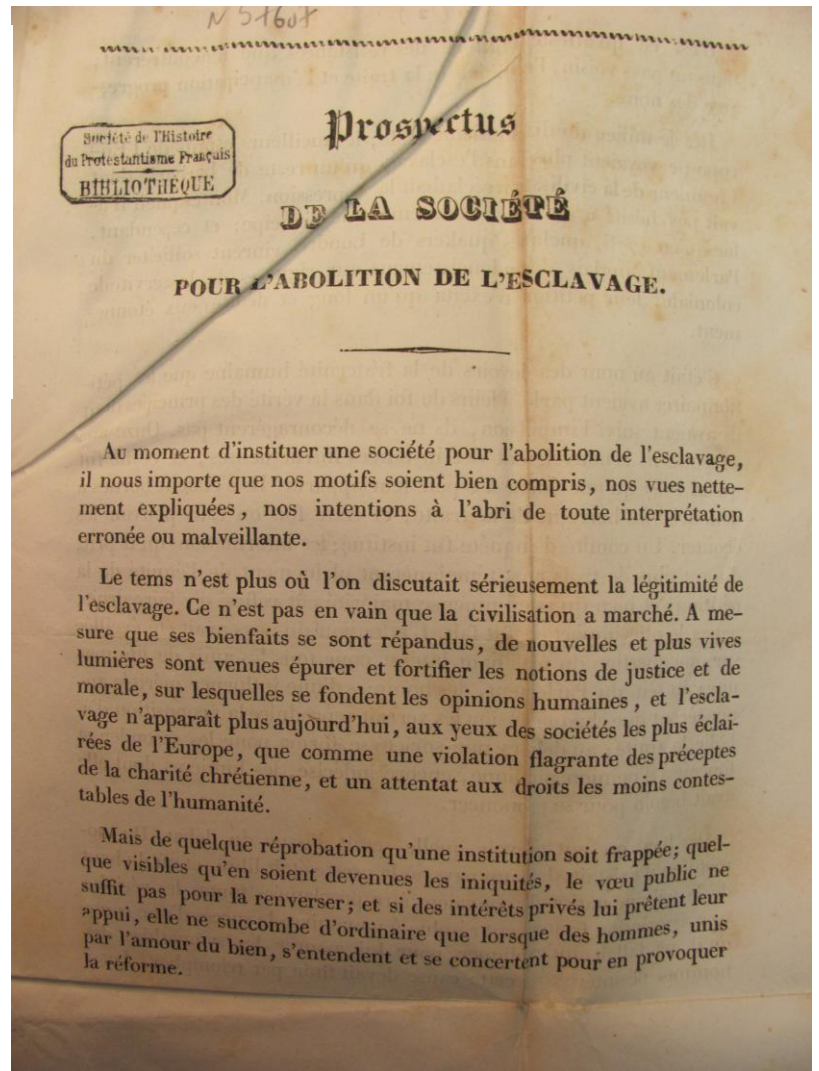 N 57607
Société de l'Histoire
du Protestantisme Français
BIBLIOTHÈQUE
Prospectus
DE LA SOCIÉTÉ
POUR L'ABOLITION DE L'ESCLAVAGE.
Au moment d'instituer une société pour l'abolition de l'esclavage,
il nous importe que nos motifs soient bien compris, nos vues nette-
ment expliquées, nos intentions à l'abri de toute interprétation
erronée ou malveillante.
Le tems n'est plus où l'on discutait sérieusement la légitimité de
l'esclavage. Ce n'est pas en vain que la civilisation a marché. A me-
sure que ses bienfaits se sont répandus, de nouvelles et plus vives
lumières sont venues épurer et fortifier les notions de justice et de
morale, sur lesquelles se fondent les opinions humaines, et l'escla-
vage n'apparaît plus aujourd'hui, aux yeux des sociétés les plus éclai-
rées de l'Europe, que comme une violation flagrante des préceptes
de la charité chrétienne, et un attentat aux droits les moins contes-
tables de l'humanité.
Mais de quelque réprobation qu'une institution soit frappée; quel-
que visibles qu'en soient devenues les iniquités, le vœu public ne
suffit pas pour la renverser; et si des intérêts privés lui prêtent leur
appui, elle ne succombe d'ordinaire que lorsque des hommes, unis
par l'amour du bien, s'entendent et se concertent pour en provoquer
la réforme.